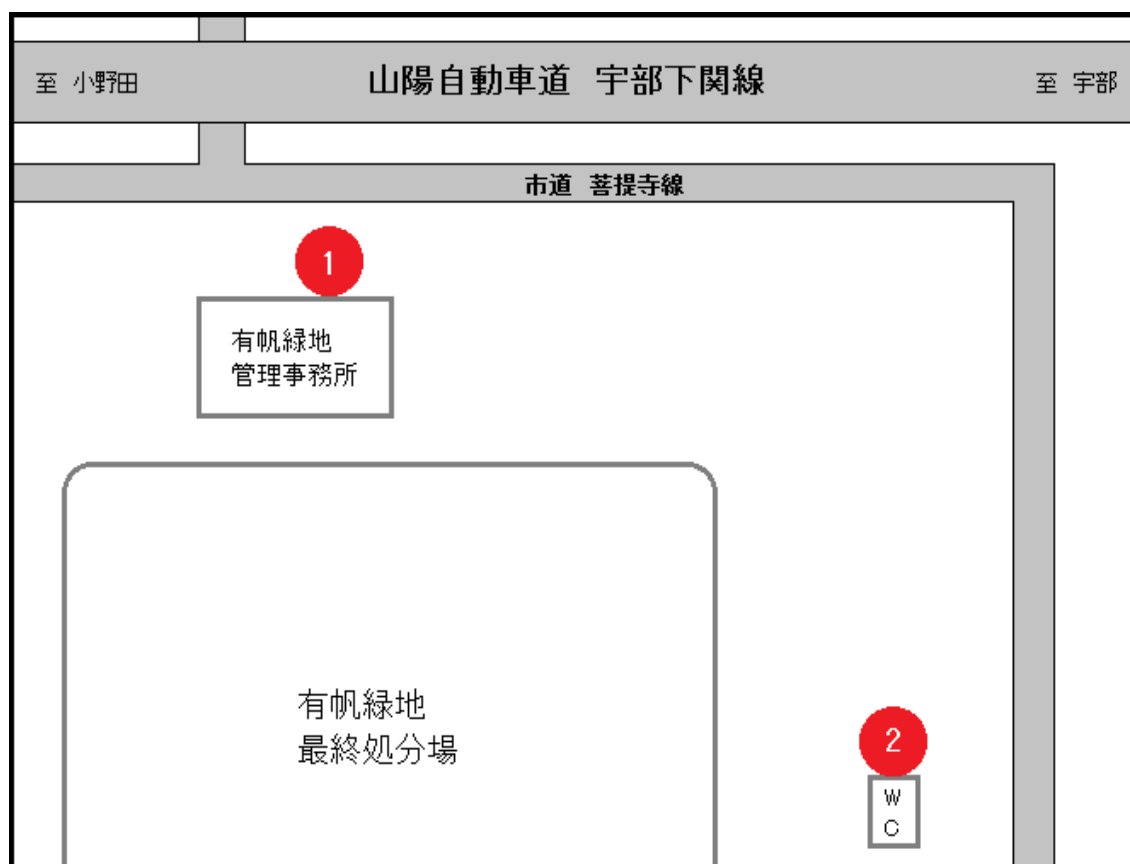 至 小野田
山陽自動車道 宇部下関線
至 宇部
市道 菩提寺線
1
有帆緑地
管理事務所
有帆緑地
最終処分場
2
W
C